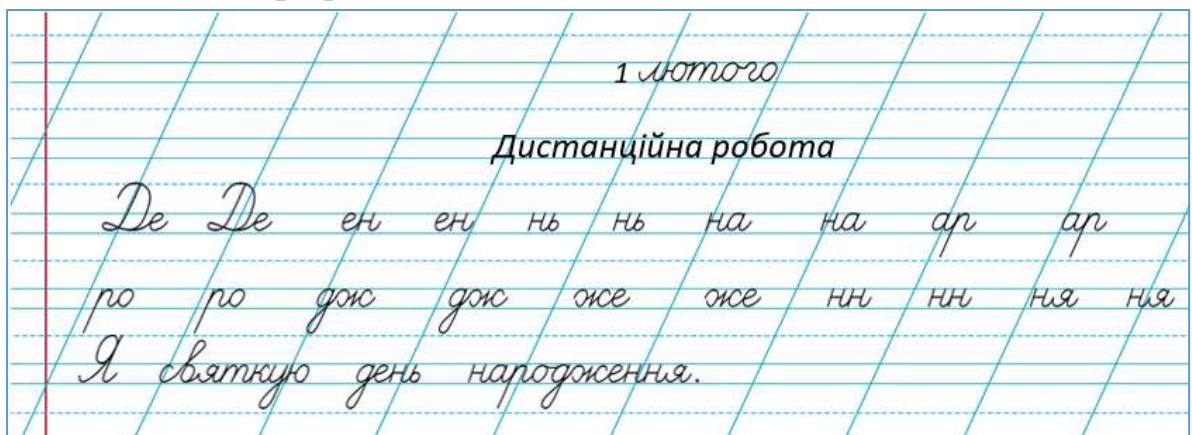 1 лютого
Дистанційна робота
Де Де ен ен нь нь на на ар ар
ро ро дж дж же же нн нн ня ня
Я святкую день народження.